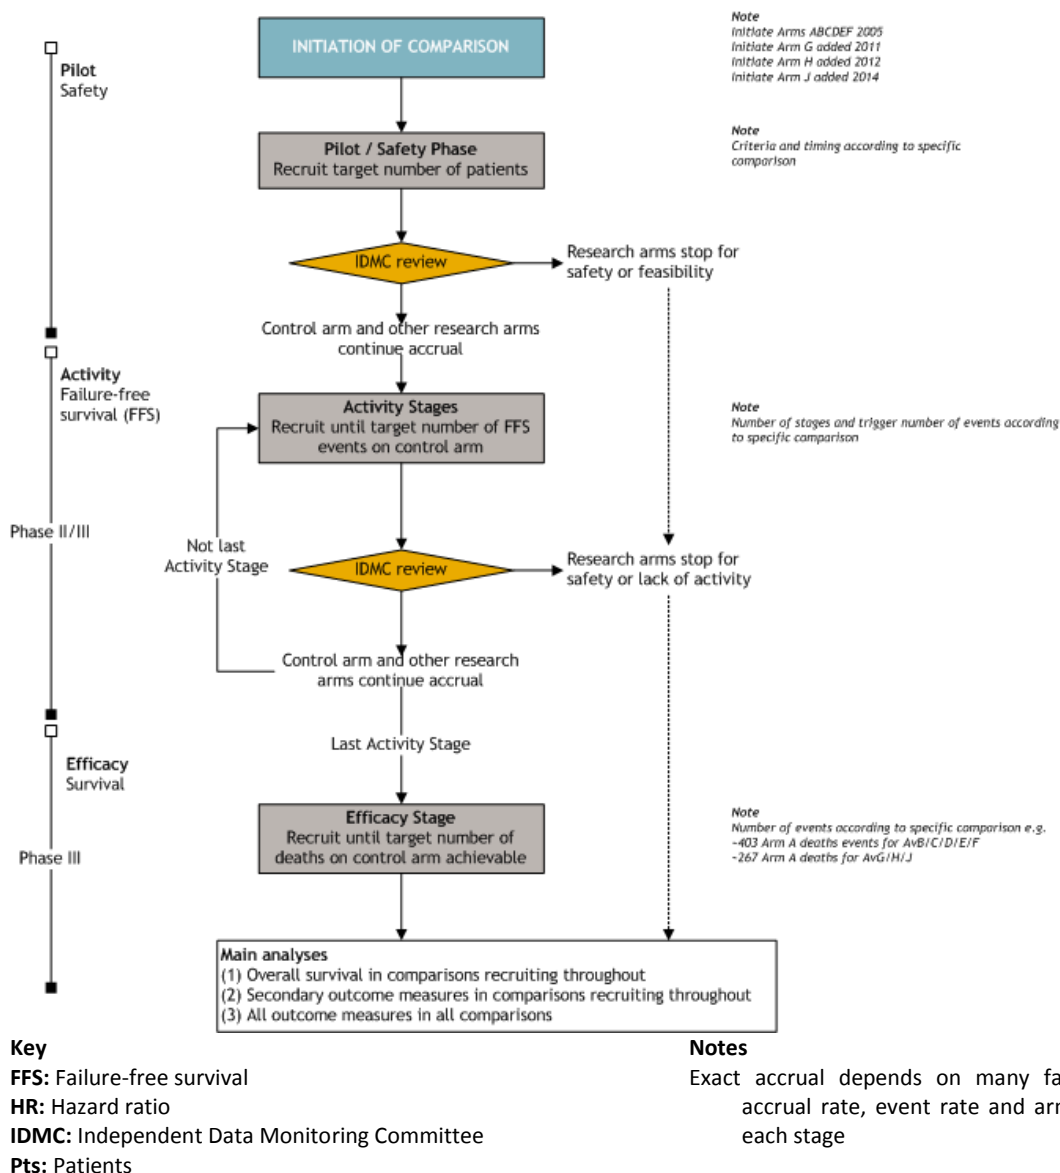 INITIATION OF COMPARISON
Note
Initiate Arms ABCDEF 2005
Initiate Arm G added 2011
Initiate Arm H added 2012
Initiate Arm J added 2014
Pilot
Safety
Pilot / Safety Phase
Recruit target number of patients
Note
Criteria and timing according to specific
comparison
IDMC review
Research arms stop for
safety or feasibility
Control arm and other research arms
continue accrual
Activity
Failure-free
survival (FFS)
Activity Stages
Recruit until target number of FFS
events on control arm
Note
Number of stages and trigger number of events according
to specific comparison
Phase II/III
Not last
Activity Stage
IDMC review
Research arms stop for
safety or lack of activity
Control arm and other research
arms continue accrual
Last Activity Stage
Efficacy
Survival
Efficacy Stage
Recruit until target number of
deaths on control arm achievable
Note
Number of events according to specific comparison e.g.
~403 Arm A deaths events for AvB/C/D/E/F
~267 Arm A deaths for AvG/H/J
Phase III
Main analyses
(1) Overall survival in comparisons recruiting throughout
(2) Secondary outcome measures in comparisons recruiting throughout
(3) All outcome measures in all comparisons
Key
FFS: Failure-free survival
HR: Hazard ratio
IDMC: Independent Data Monitoring Committee
Pts: Patients
Notes
Exact accrual depends on many
accrual rate, event rate and
each stage